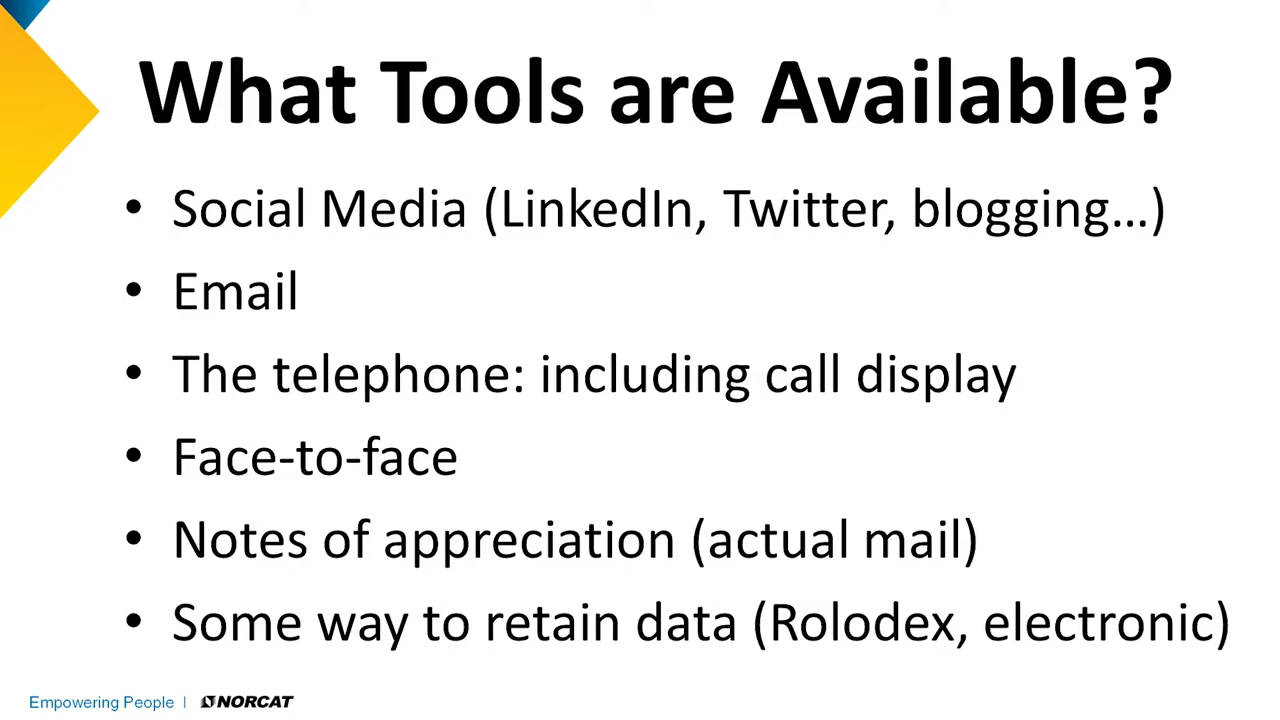 What Tools are Available?
• Social Media (LinkedIn, Twitter, blogging…)
• Email
• The telephone: including call display
• Face-to-face
• Notes of appreciation (actual mail)
• Some way to retain data (Rolodex, electronic)
Empowering People | NORCAT